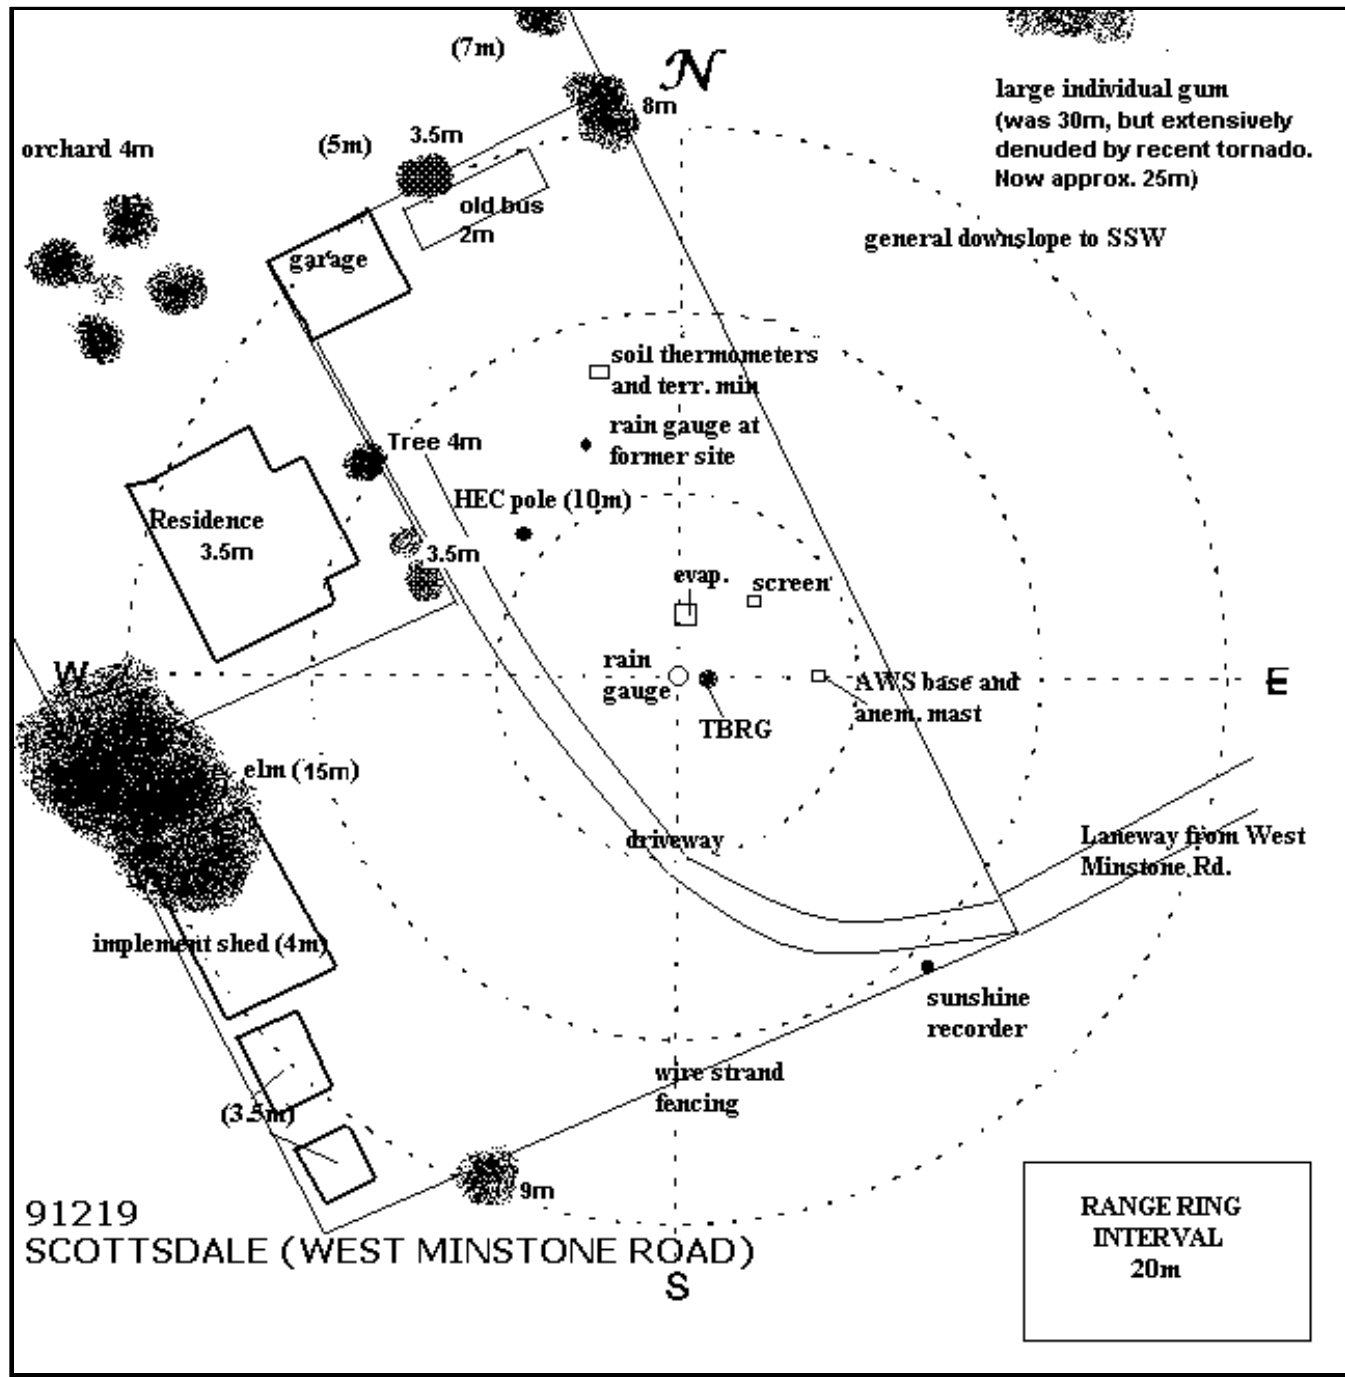 (7m)
N
8m
large individual gum
(was 30m, but extensively
denuded by recent tornado.
Now approx. 25m)
3.5m
(5m)
orchard 4m
old bus
2m
general downslope to SSW
garage
soil thermometers
and terr. min
rain gauge at
former site
Tree 4m
HEC pole (10m)
Residence
3.5m
3.5m
evap.
screen
W
rain
gauge
TBRG
AWS base and
anem. mast
E
elm (15m)
driveway
Laneway from West
Minstone Rd.
implement shed (4m)
sunshine
recorder
wire strand
fencing
(3.5m)
9m
91219
SCOTTSDALE (WEST MINSTONE ROAD)
S
RANGE RING
INTERVAL
20m